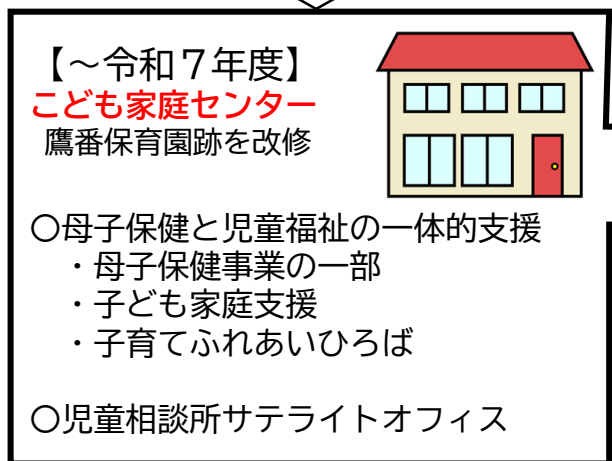 【～令和７年度】
こども家庭センター
鷹番保育園跡を改修
〇母子保健と児童福祉の一体的支援
・母子保健事業の一部
・子ども家庭支援
・子育てふれあいひろば
〇児童相談所サテライトオフィス